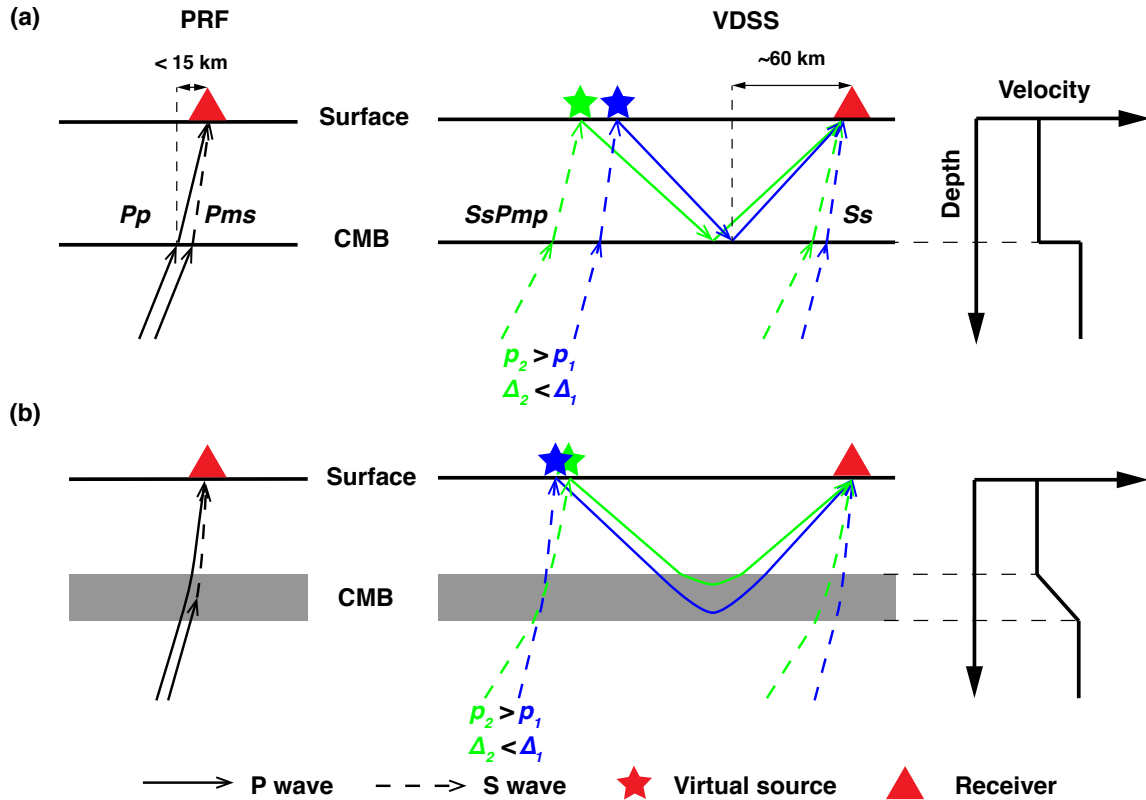 (a)
PRF
VDSS
< 15 km
~60 km
Velocity
Surface
Depth
Pp
Pms
SsPmp
Ss
CMB
p2 > p1
Δ2 < Δ1
(b)
Surface
CMB
p2 > p1
Δ2 < Δ1
P wave
S wave
Virtual source
Receiver